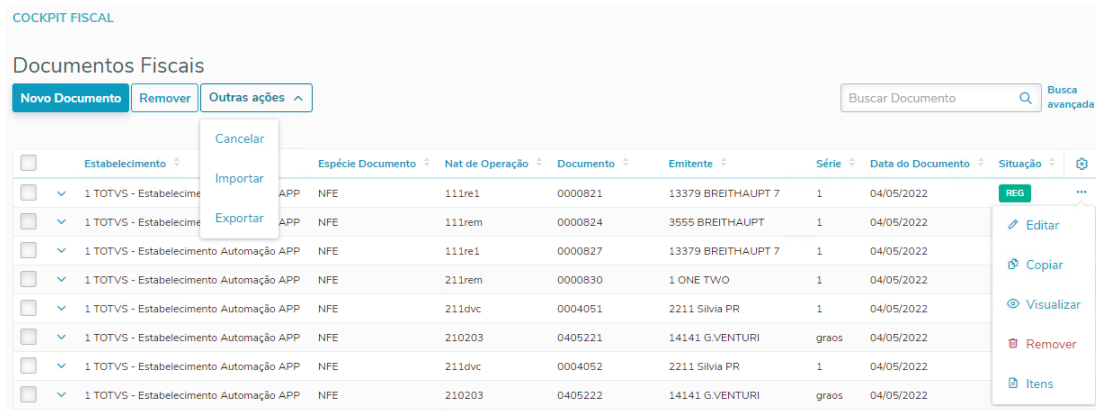 COCKPIT FISCAL
Documentos Fiscais
Novo Documento Remover Outras ações
Buscar Documento
Busca
avançada
Cancelar
Importar
Exportar
Estabelecimento Espécie Documento Nat de Operação Documento Emitente Série Data do Documento Situação
1 TOTVS - Estabelecime APP NFE 111re1 0000821 13379 BREITHAUPT 7 1 04/05/2022 REG ...
1 TOTVS - Estabelecimento Automação APP NFE 111rem 0000824 3555 BREITHAUPT 1 04/05/2022
1 TOTVS - Estabelecimento Automação APP NFE 111re1 0000827 13379 BREITHAUPT 7 1 04/05/2022
1 TOTVS - Estabelecimento Automação APP NFE 211rem 0000830 1 ONE TWO 1 04/05/2022
1 TOTVS - Estabelecimento Automação APP NFE 211dvc 0004051 2211 Silvia PR 1 04/05/2022
1 TOTVS - Estabelecimento Automação APP NFE 210203 0405221 14141 G.VENTURI graos 04/05/2022
1 TOTVS - Estabelecimento Automação APP NFE 211dvc 0004052 2211 Silvia PR 1 04/05/2022
1 TOTVS - Estabelecimento Automação APP NFE 210203 0405222 14141 G.VENTURI graos 04/05/2022
Editar
Copiar
Visualizar
Remover
Itens